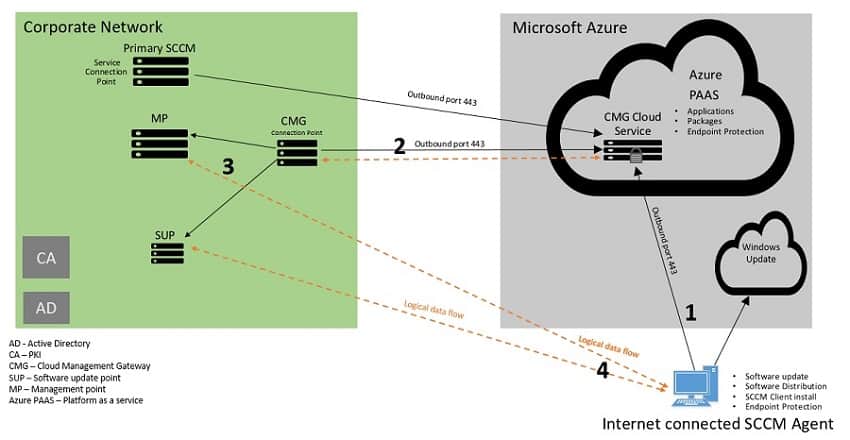 Corporate Network
Primary SCCM
Service
Connection
Point
MP
CMG
Connection Point
3
SUP
CA
AD
Outbound port 443
2
Outbound port 443
Logical data flow
Logical data flow
4
Microsoft Azure
Azure
PAAS
• Applications
• Packages
• Endpoint Protection
CMG Cloud
Service
Outbound port 443
1
Windows
Update
AD - Active Directory
CA – PKI
CMG – Cloud Management Gateway
SUP – Software update point
MP – Management point
Azure PAAS – Platform as a service
• Software update
• Software Distribution
• SCCM Client install
• Endpoint Protection
Internet connected SCCM Agent